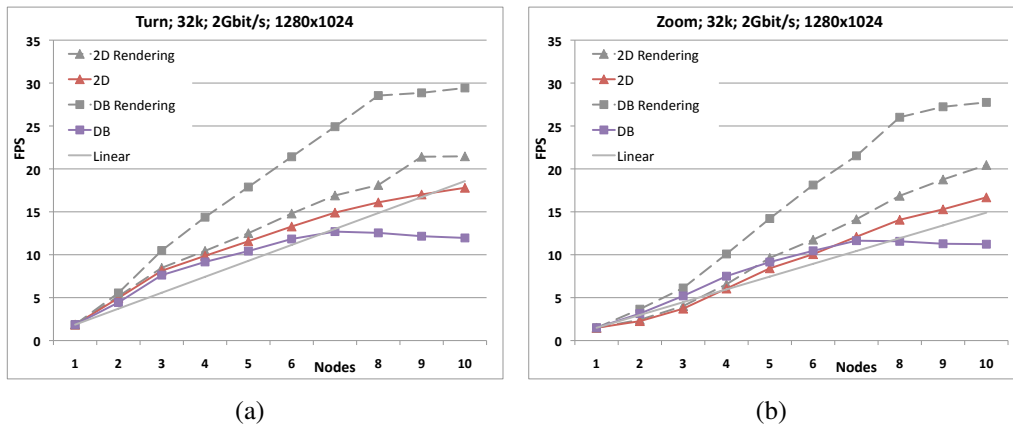 Turn; 32k; 2Gbit/s; 1280x1024
35
30
25
20
15
10
5
0
FPS
2D Rendering
2D
DB Rendering
DB
Linear
1 2 3 4 5 6 Nodes 8 9 10
(a)
Zoom; 32k; 2Gbit/s; 1280x1024
35
30
25
20
15
10
5
0
FPS
2D Rendering
2D
DB Rendering
DB
Linear
1 2 3 4 5 6 Nodes 8 9 10
(b)